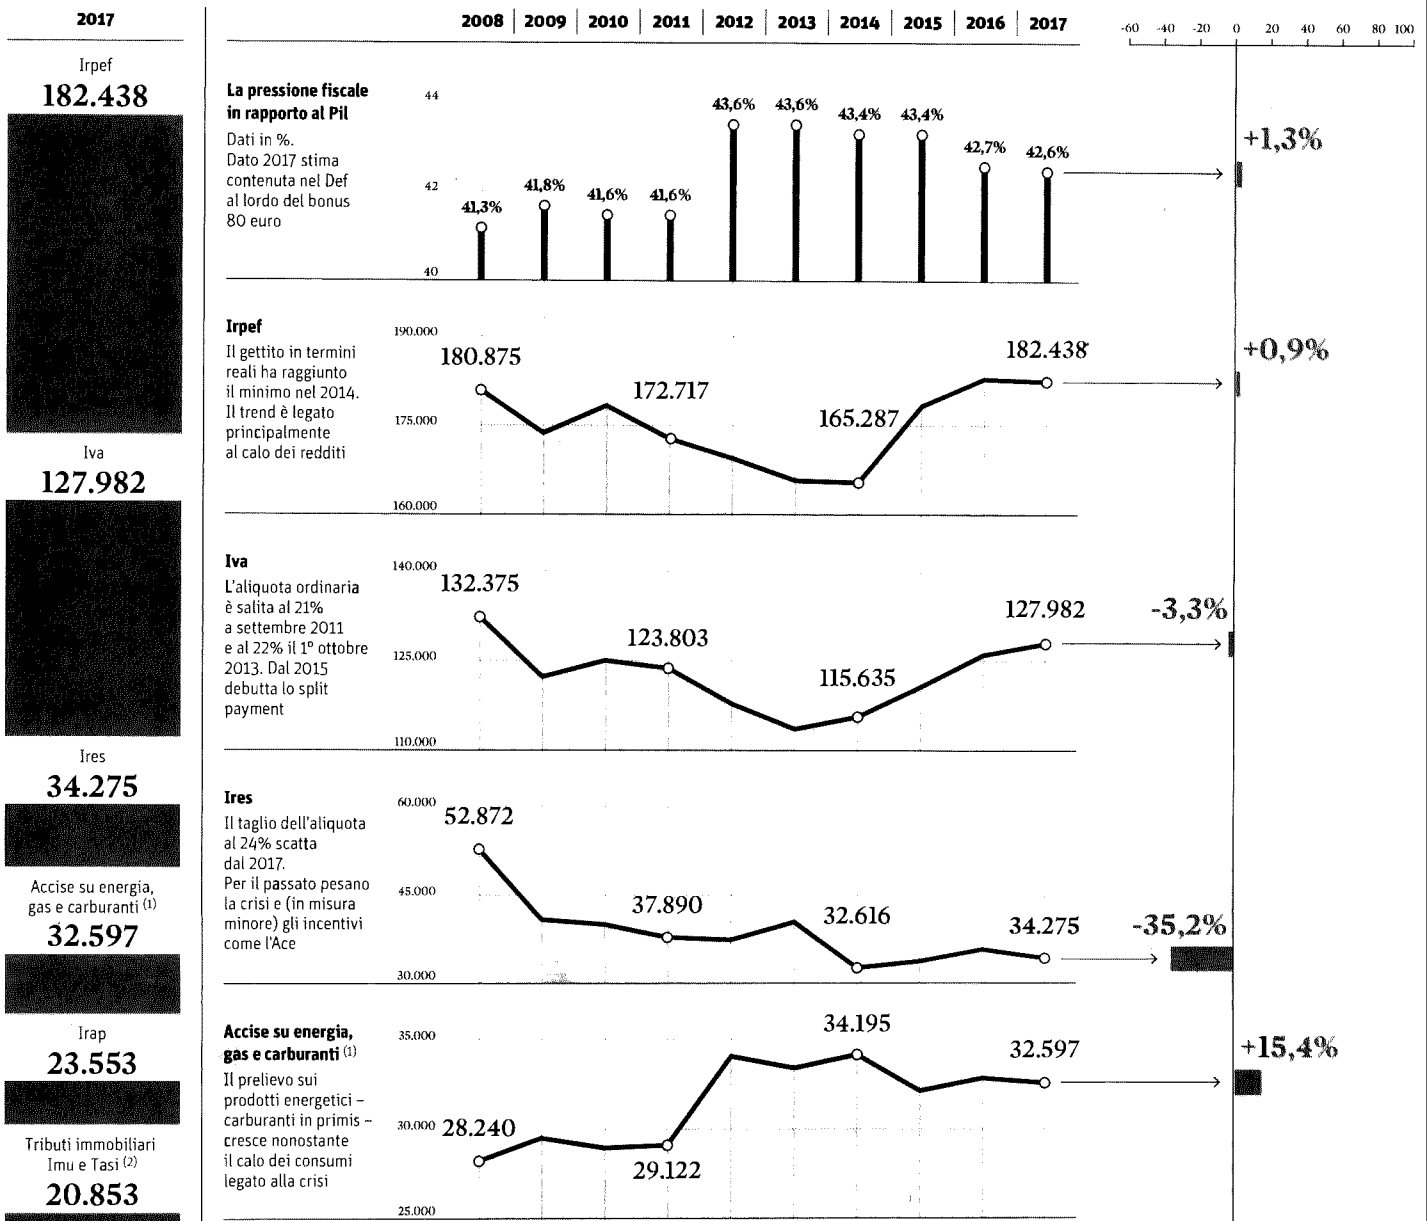 2017
Irpef
182.438
Iva
127.982
Ires
34.275
Accise su energia,
gas e carburanti (1)
32.597
Irap
23.553
Tributi immobiliari
Imu e Tasi (2)
20.853
2008 2009 2010 2011 2012 2013 2014 2015 2016 2017
-60 -40 -20 0 20 40 60 80 100
La pressione fiscale
in rapporto al Pil
Dati in %.
Dato 2017 stima
contenuta nel Def
al lordo del bonus
80 euro
44
42
40
41,3% 41,8% 41,6% 41,6% 43,6% 43,6% 43,4% 43,4% 42,7% 42,6%
+1,3%
Irpef
Il gettito in termini
reali ha raggiunto
il minimo nel 2014.
Il trend è legato
principalmente
al calo dei redditi
190.000
175.000
160.000
180.875
172.717
165.287
182.438
+0,9%
Iva
L'aliquota ordinaria
è salita al 21%
a settembre 2011
e al 22% il 1° ottobre
2013. Dal 2015
debutta lo split
payment
140.000
125.000
110.000
132.375
123.803
115.635
127.982
-3,3%
Ires
Il taglio dell'aliquota
al 24% scatta
dal 2017.
Per il passato pesano
la crisi e (in misura
minore) gli incentivi
come l'Ace
60.000
45.000
30.000
52.872
37.890
32.616
34.275
-35,2%
Accise su energia,
gas e carburanti (1)
Il prelievo sui
prodotti energetici –
carburanti in primis –
cresce nonostante
il calo dei consumi
legato alla crisi
35.000
30.000
25.000
28.240
29.122
34.195
32.597
+15,4%